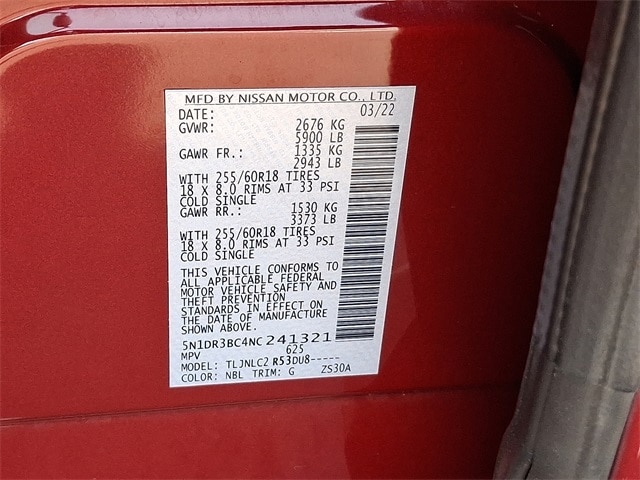 MFD BY NISSAN MOTOR CO., LTD.
DATE: 03/22
GVWR: 2676 KG
5900 LB
GAWR FR.: 1335 KG
2943 LB
WITH 255/60R18 TIRES
18 X 8.0 RIMS AT 33 PSI
COLD SINGLE
GAWR RR.: 1530 KG
3373 LB
WITH 255/60R18 TIRES
18 X 8.0 RIMS AT 33 PSI
COLD SINGLE
THIS VEHICLE CONFORMS TO
ALL APPLICABLE FEDERAL
MOTOR VEHICLE SAFETY AND
THEFT PREVENTION
STANDARDS IN EFFECT ON
THE DATE OF MANUFACTURE
SHOWN ABOVE.
5N1DR3BC4NC241321
MPV 625
MODEL: TLJNLC2 R53DU8-----
COLOR: NBL TRIM: G ZS30A